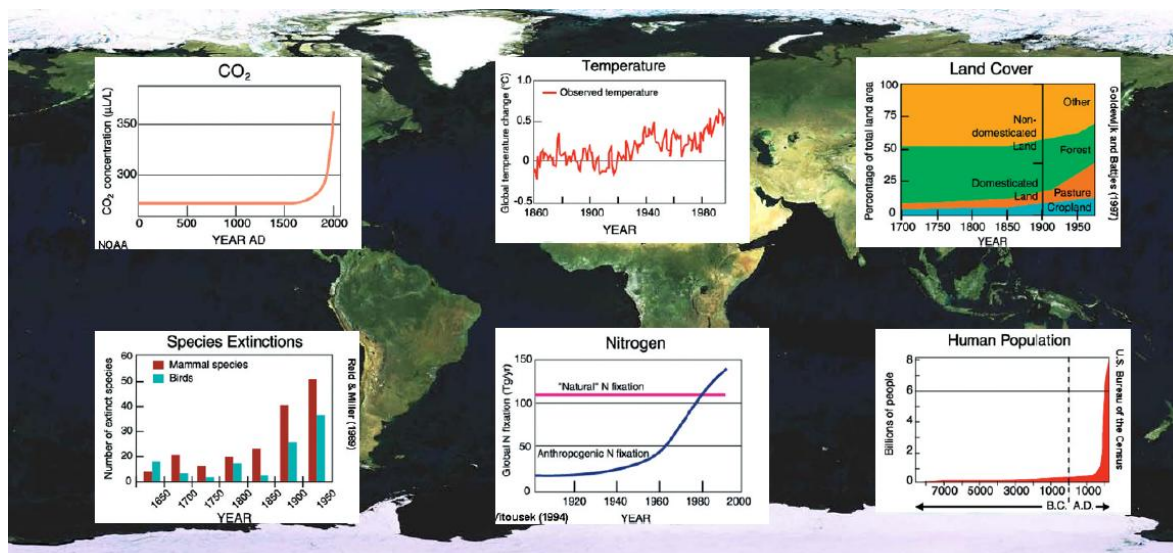 CO₂
CO₂ concentration (µL/L)
350
300
0 500 1000 1500 2000
YEAR AD
NOAA
Temperature
Observed temperature
Global temperature change (°C)
1.0
0.5
0
-0.5
1860 1900 1940 1980
YEAR
Land Cover
Percentage of total land area
100
75
50
25
0
Other
Non-
domesticated
Land
Forest
Domesticated
Land
Pasture
Cropland
1700 1750 1800 1850 1900 1950
YEAR
Goldewijk and Battjes (1997)
Species Extinctions
Number of extinct species
60
50
40
30
20
0
Mammal species
Birds
1650 1700 1750 1800 1850 1900 1950
YEAR
Reid & Miller (1989)
Nitrogen
Global N fixation (Tg/yr)
150
100
50
0
"Natural" N fixation
Anthropogenic N fixation
1920 1940 1960 1980 2000
YEAR
Vitousek (1994)
Human Population
Billions of people
8
6
4
2
0
7000 5000 3000 1000 1000
B.C. A.D.
U.S. Bureau of the Census